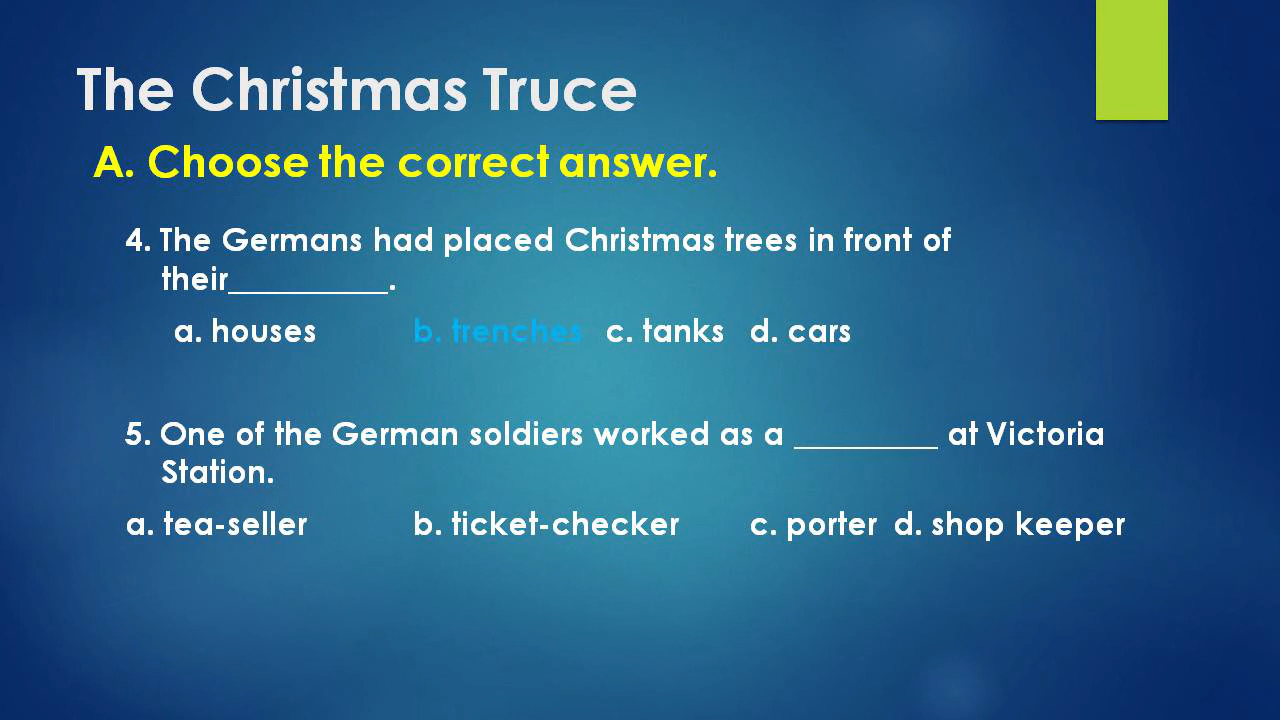 The Christmas Truce
A. Choose the correct answer.
4. The Germans had placed Christmas trees in front of
their__________.
a. houses b. trenches c. tanks d. cars
5. One of the German soldiers worked as a _________ at Victoria
Station.
a. tea-seller b. ticket-checker c. porter d. shop keeper